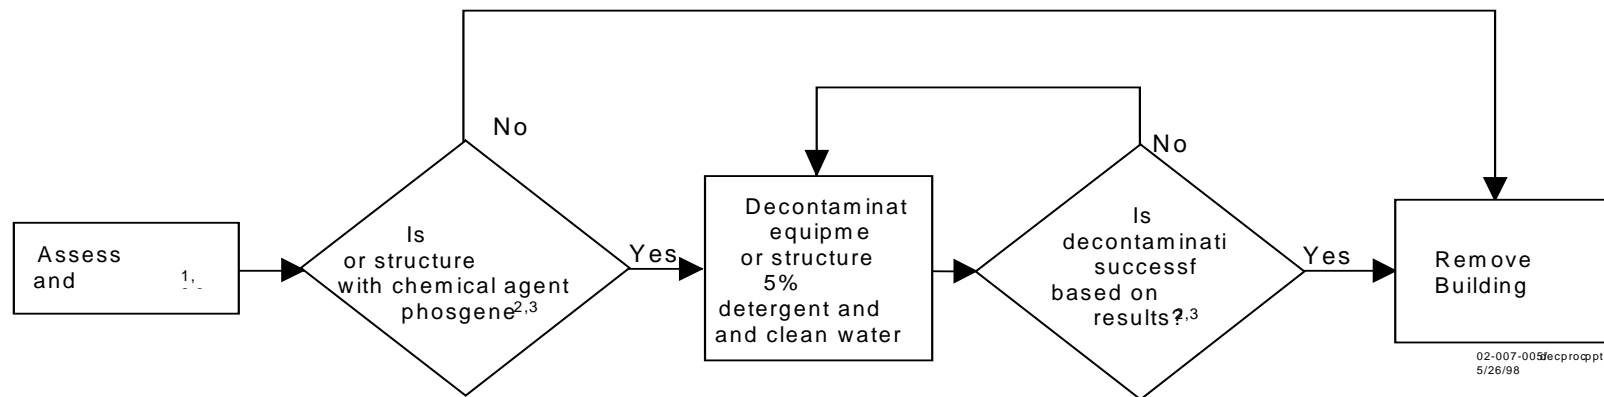 No
No
Assess
and 1,
Is
or structure
with chemical agent
phosgene2,3
Yes
Decontaminat
equipme
or structure
5%
detergent and
and clean water
Is
decontaminati
successf
based on
results?2,3
Yes
Remove
Building
5/26/98